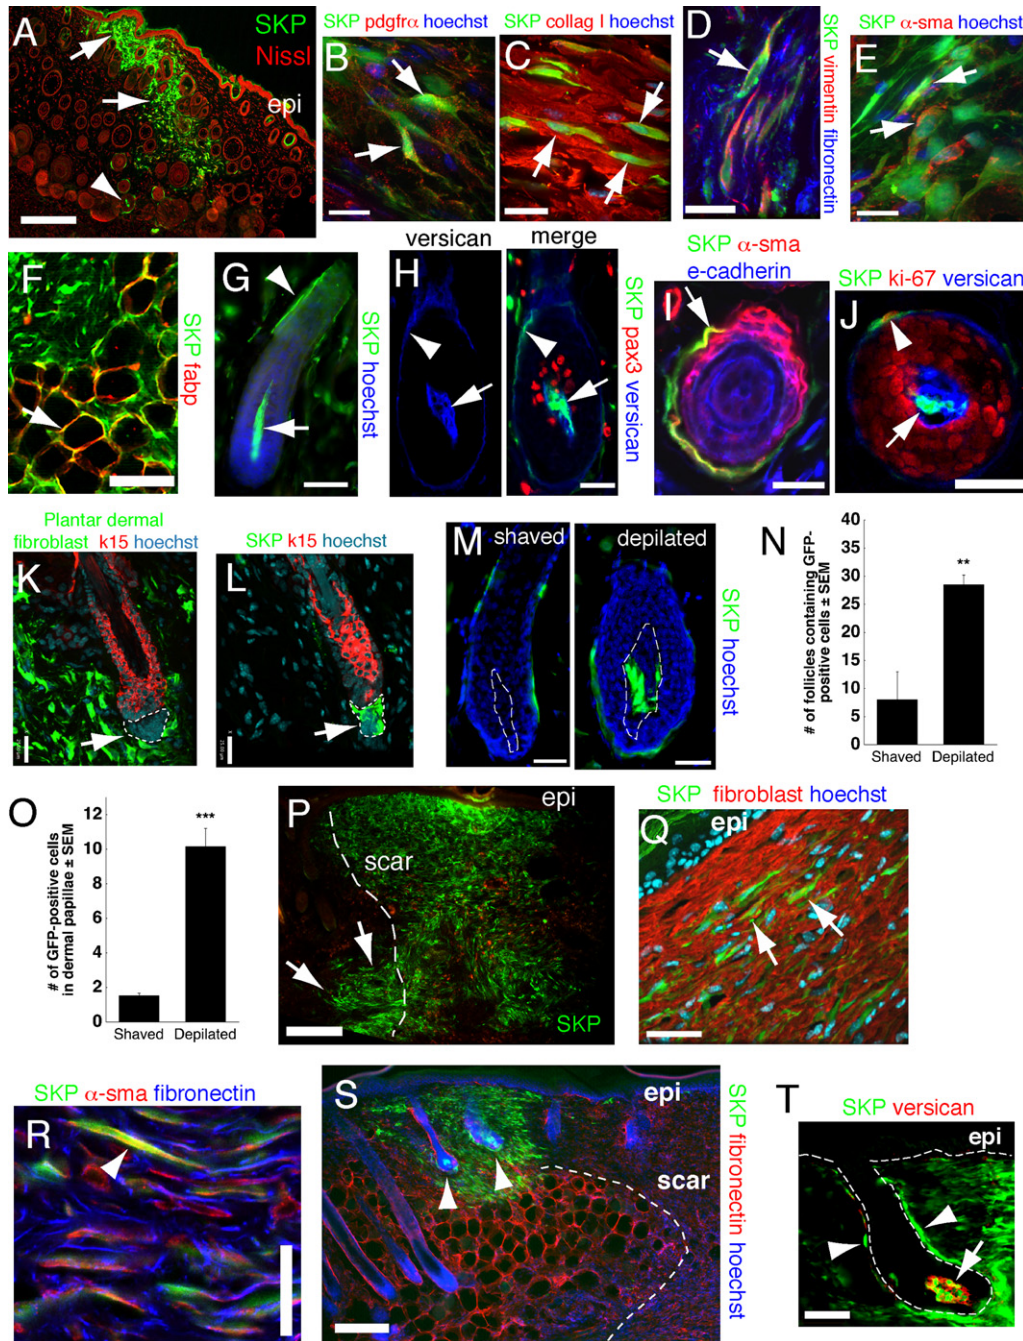 A
SKP
Nissl
epi
SKP pdgfrα hoechst
B
SKP collag I hoechst
C
D
SKP vimentin fibronectin
SKP α-sma hoechst
E
F
SKP fabp
G
SKP hoechst
versican
merge
H
SKP pax3 versican
SKP α-sma
e-cadherin
I
SKP ki-67 versican
J
Plantar dermal
fibroblast k15 hoechst
K
SKP k15 hoechst
L
M
shaved
depilated
SKP hoechst
N
# of follicles containing GFP-
positive cells ± SEM
40
35
30
25
20
15
10
5
0
**
Shaved
Depilated
O
# of GFP-positive cells
in dermal papillae ± SEM
12
10
8
6
4
2
0
***
Shaved
Depilated
P
epi
scar
SKP
SKP fibroblast hoechst
Q
epi
SKP α-sma fibronectin
R
S
epi
scar
SKP fibronectin hoechst
T
SKP versican
epi